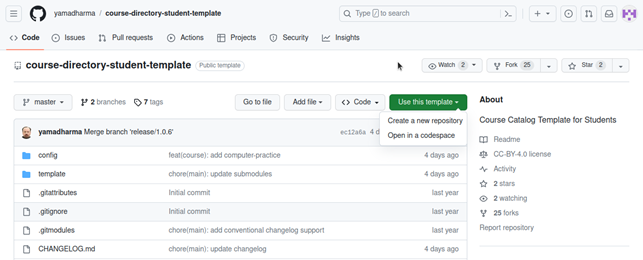 yamadharma / course-directory-student-template
Type / to search
Code Issues Pull requests Actions Projects Security Insights
course-directory-student-template Public template
Watch 2 Fork 25 Star 2
master 2 branches 7 tags Go to file Add file Code Use this template
Create a new repository
Open in a codespace
yamadharma Merge branch 'release/1.0.6' ec12a6a 4 d
config feat(course): add computer-practice 4 days ago
template chore(main): update submodules 4 days ago
.gitattributes Initial commit last year
.gitignore Initial commit last year
.gitmodules chore(main): add conventional changelog support last year
CHANGELOG.md chore(main): update changelog 4 days ago
About
Course Catalog Template for Students
Readme
CC-BY-4.0 license
Activity
2 stars
2 watching
25 forks
Report repository